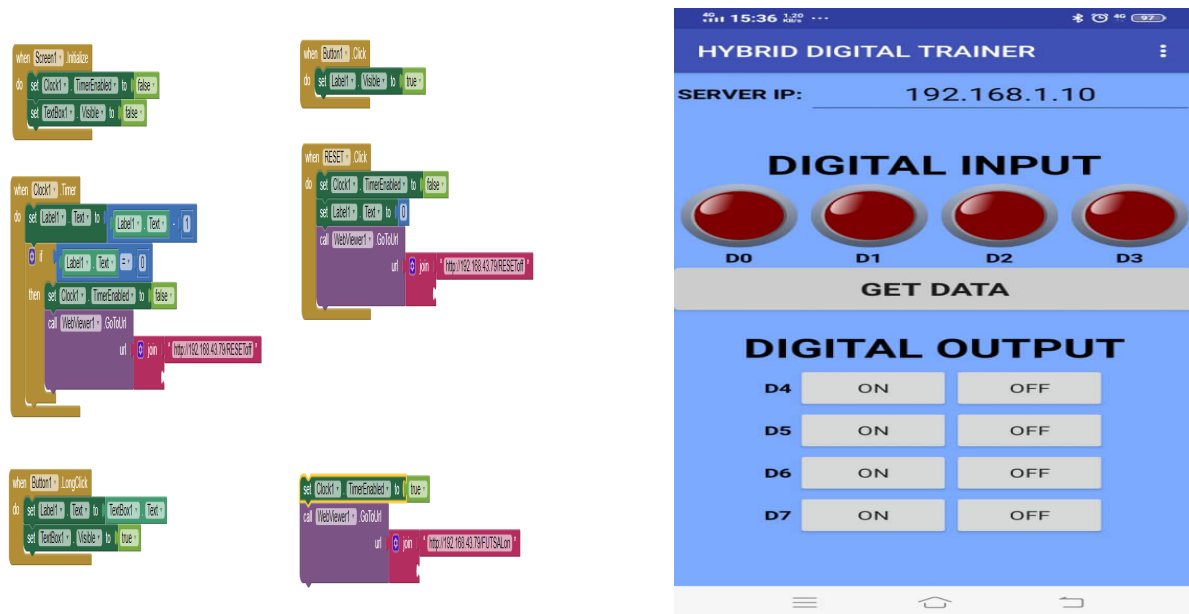 when Screen1 .Initialize
do set Clock1 . TimerEnabled to false
set TextBox1 . Visible to false
when Clock1 .Timer
do set Label1 . Text to Label1 . Text - 1
if Label1 . Text = 0
then set Clock1 . TimerEnabled to false
call WebViewer1 .GoToUrl
url join "http://192.168.43.79/RESEToff"
when Button1 .LongClick
do set Label1 . Text to TextBox1 . Text
set TextBox1 . Visible to true
when Button1 .Click
do set Label1 . Visible to true
when RESET .Click
do set Clock1 . TimerEnabled to false
set Label1 . Text to 0
call WebViewer1 .GoToUrl
url join "http://192.168.43.79/RESEToff"
set Clock1 . TimerEnabled to true
call WebViewer1 .GoToUrl
url join "http://192.168.43.79/FUTSALon"
4G 15:36 1.20 KB/s ... 4G 97
HYBRID DIGITAL TRAINER
SERVER IP: 192.168.1.10
DIGITAL INPUT
D0 D1 D2 D3
GET DATA
DIGITAL OUTPUT
D4 ON OFF
D5 ON OFF
D6 ON OFF
D7 ON OFF